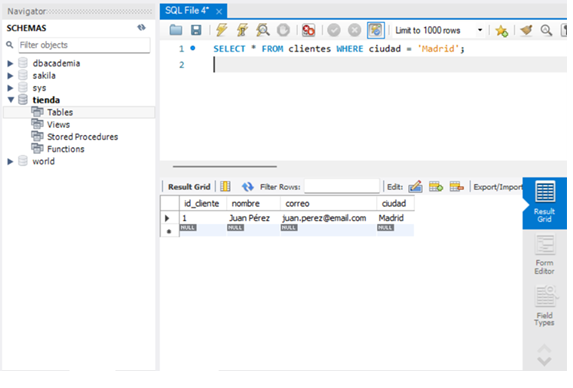 Navigator
SCHEMAS
Filter objects
dbacademia
sakila
sys
tienda
Tables
Views
Stored Procedures
Functions
world
SQL File 4*
Limit to 1000 rows
1 SELECT * FROM clientes WHERE ciudad = 'Madrid';
2
Result Grid Filter Rows: Edit: Export/Import
id_cliente nombre correo ciudad
1 Juan Pérez juan.perez@email.com Madrid
NULL NULL NULL NULL
Result
Grid
Form
Editor
Field
Types